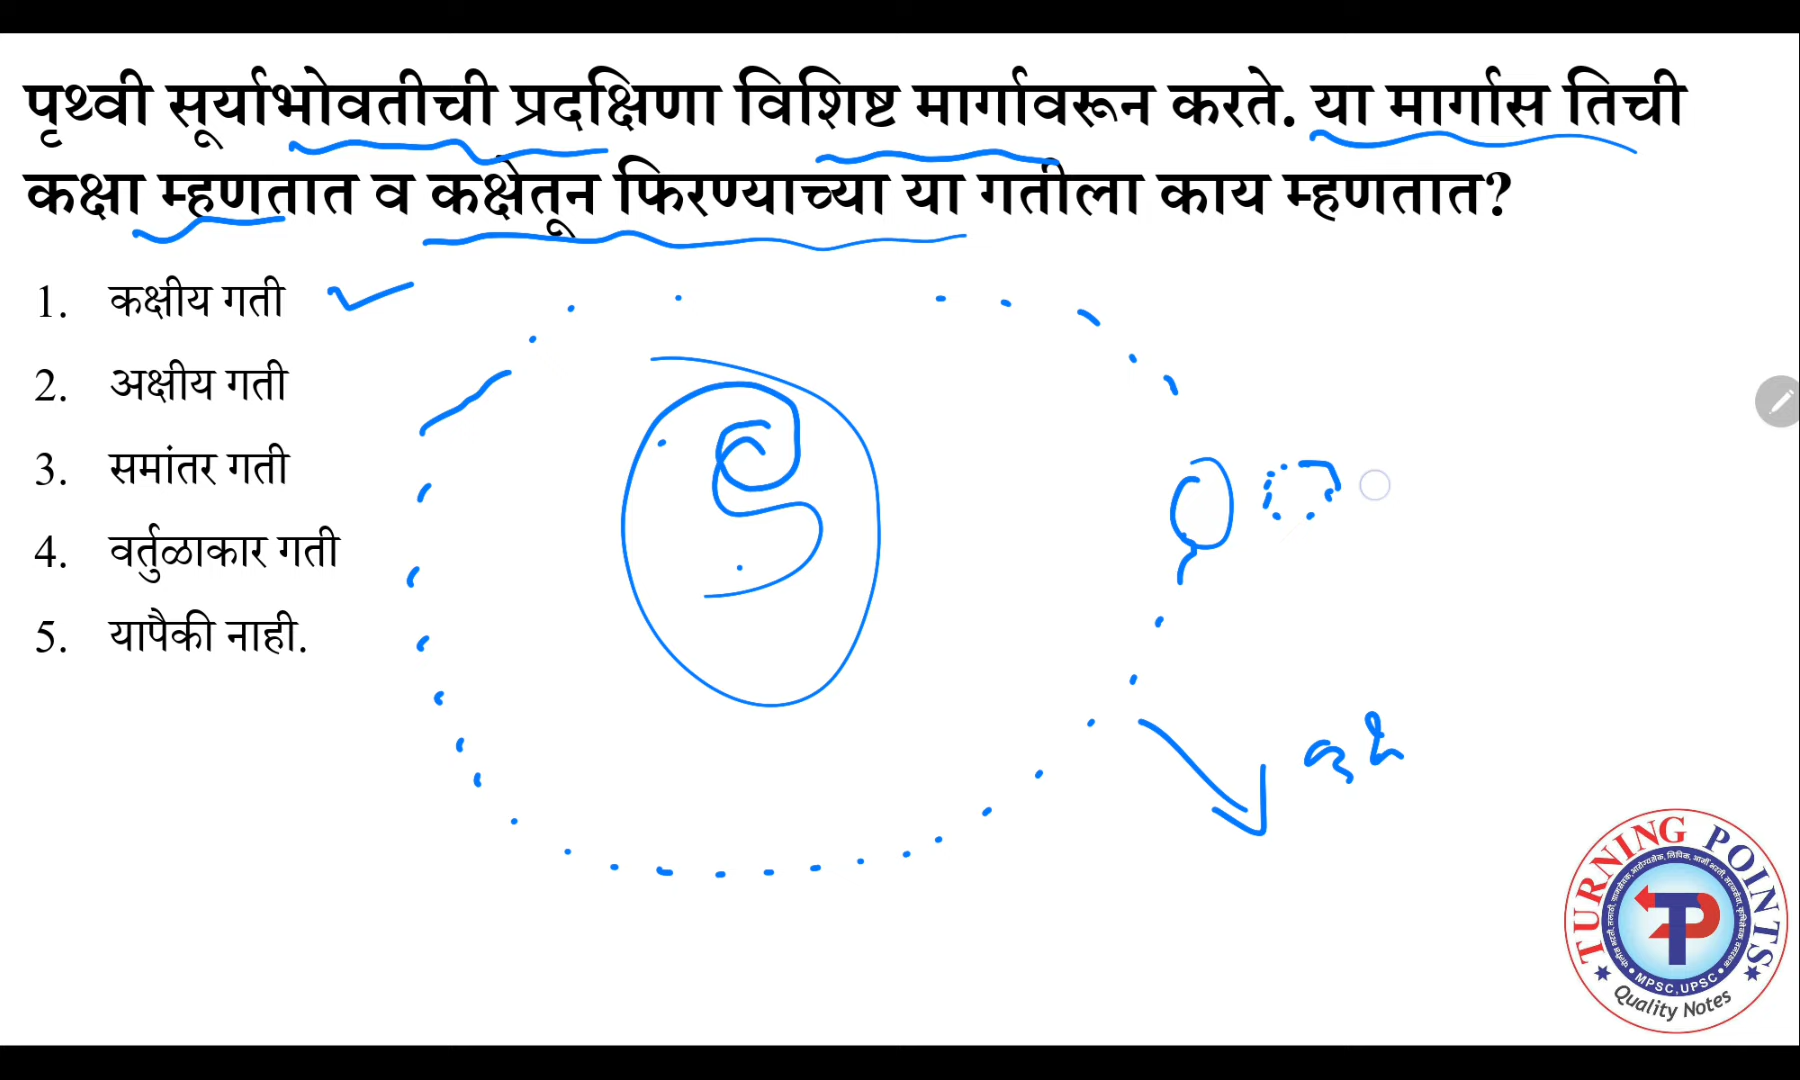 पृथ्वी सूर्याभोवतीची प्रदक्षिणा विशिष्ट मार्गावरून करते. या मार्गास तिची
कक्षा म्हणतात व कक्षेतून फिरण्याच्या या गतीला काय म्हणतात?
1. कक्षीय गती
2. अक्षीय गती
3. समांतर गती
4. वर्तुळाकार गती
5. यापैकी नाही.
TURNING POINTS
TP
MPSC, UPSC
Quality Notes